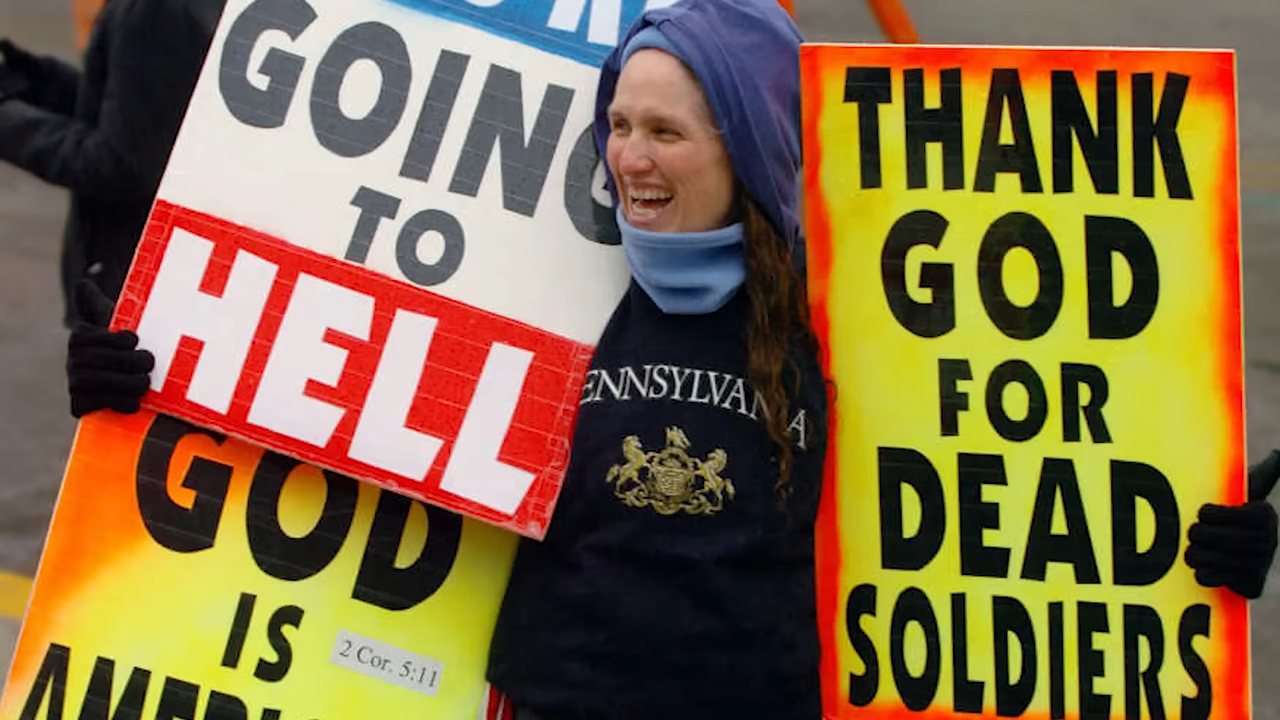 GOING
TO
HELL
GOD
IS
2 Cor. 5:11
ENNSYLVANIA
THANK
GOD
FOR
DEAD
SOLDIERS